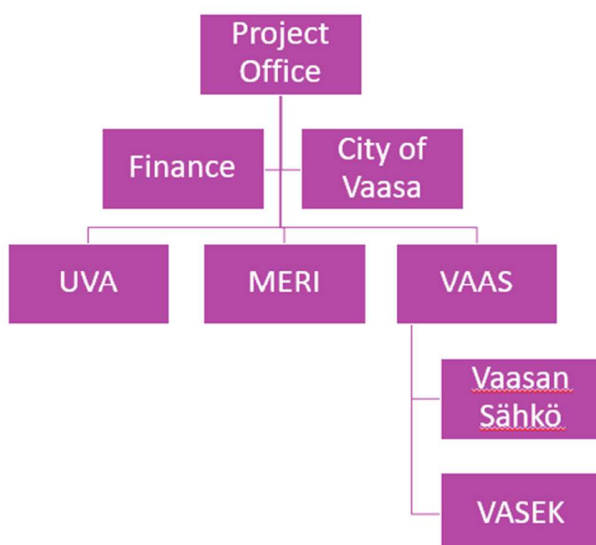 Project
Office
Finance
City of
Vaasa
UVA
MERI
VAAS
Vaasan
Sähkö
VASEK